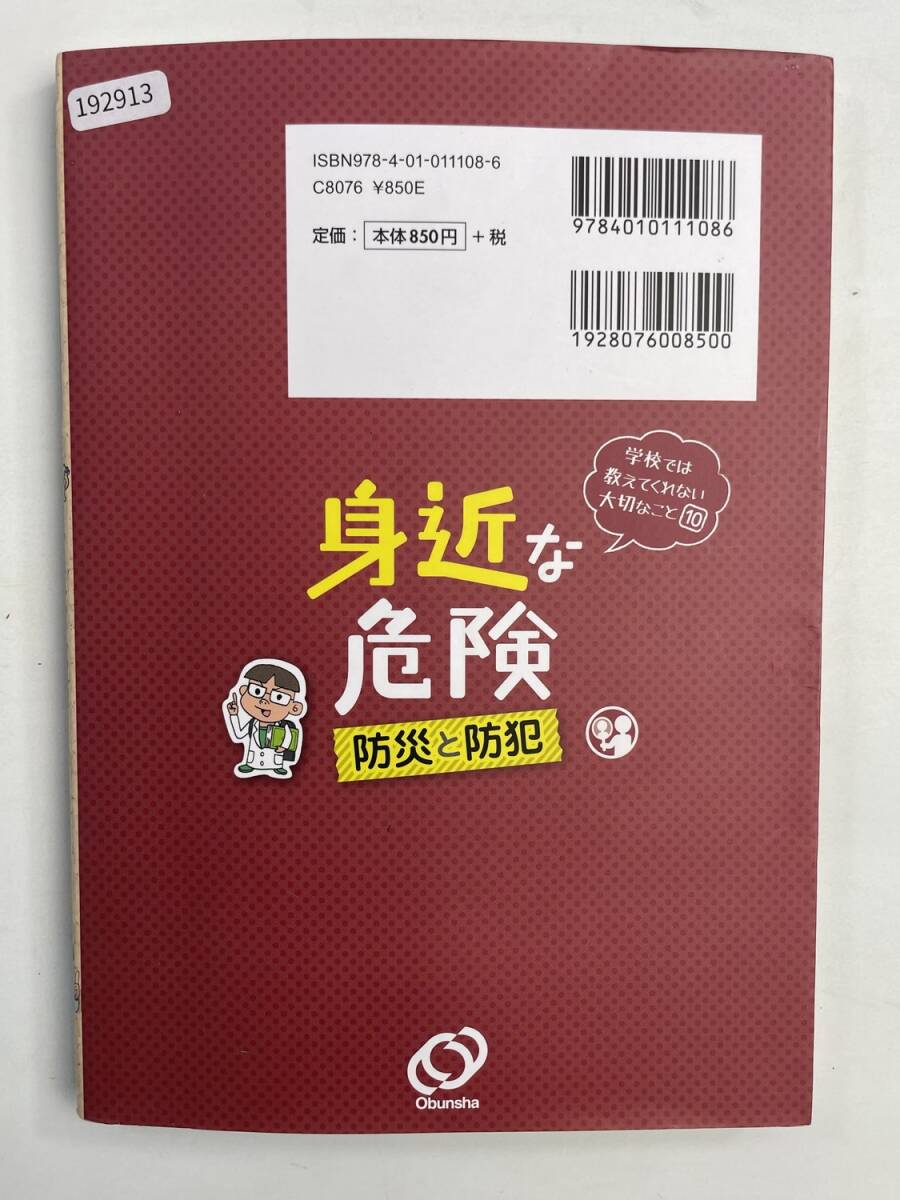 192913
ISBN978-4-01-011108-6
C8076 ¥850E
定価： 本体850円 + 税
9784010111086
1928076008500
学校では
教えてくれない
大切なこと 10
身近な
危険
防災と防犯
Obunsha